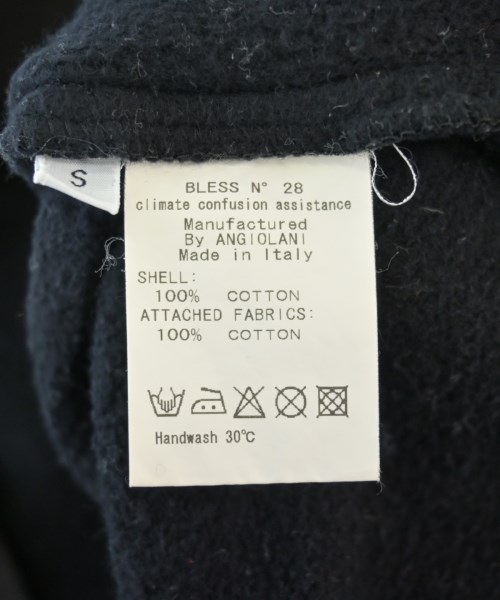 S
BLESS N° 28
climate confusion assistance
Manufactured
By ANGIOLANI
Made in Italy
SHELL:
100% COTTON
ATTACHED FABRICS:
100% COTTON
Handwash 30℃